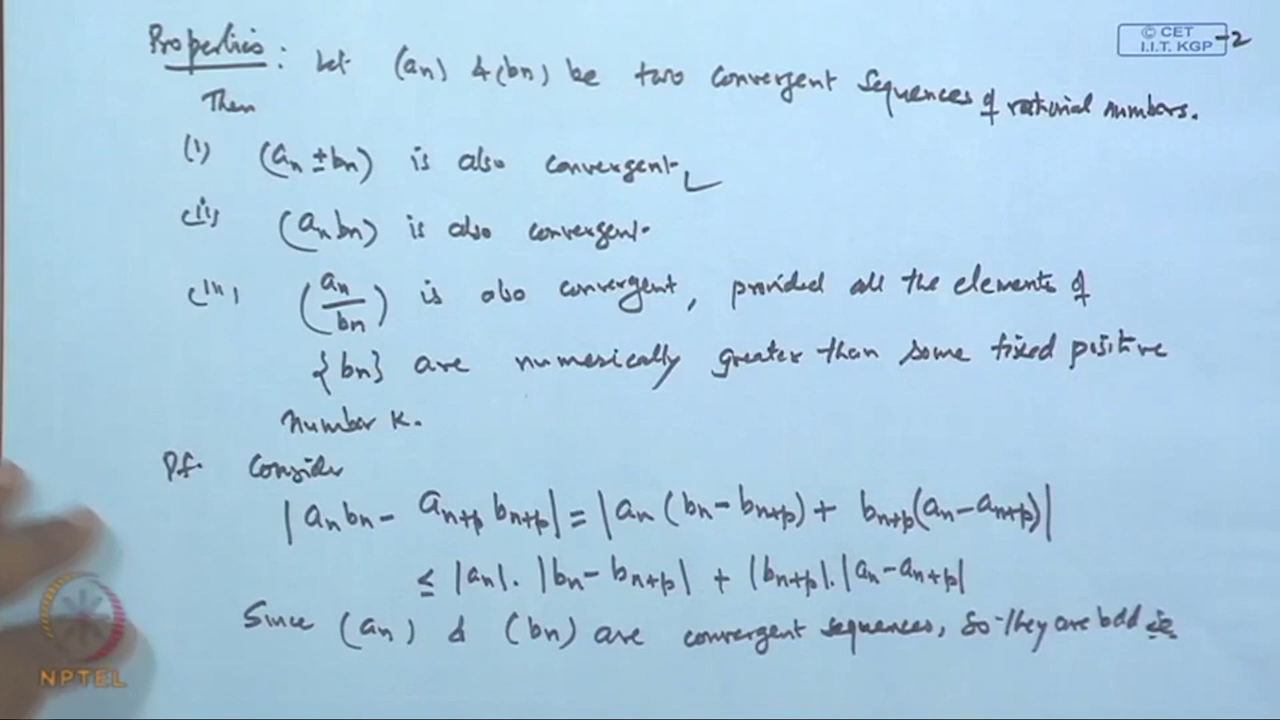 © CET
I.I.T. KGP -2
Properties: Let (an) & (bn) be two convergent sequences of rational numbers.
Then
(i) (an ± bn) is also convergent.
(ii) (an bn) is also convergent.
(iii) (an/bn) is also convergent, provided all the elements of
{bn} are numerically greater than some fixed positive
number K.
Pf. Consider
|an bn - an+p bn+p| = |an (bn - bn+p) + bn+p (an - an+p)|
≤ |an|. |bn - bn+p| + |bn+p|. |an - an+p|
Since (an) & (bn) are convergent sequences, So they are bdd ie
NPTEL